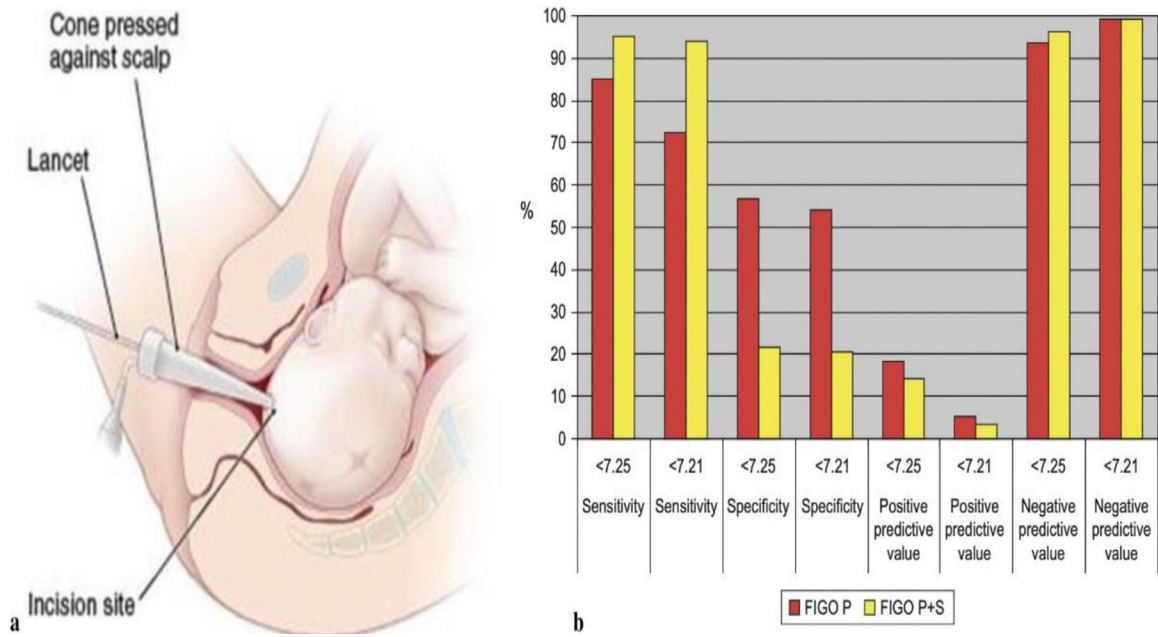 Cone pressed
against scalp
Lancet
Incision site
a
100
90
80
70
60
50
40
30
20
10
0
%
<7.25 <7.21 <7.25 <7.21 <7.25 <7.21 <7.25 <7.21
Sensitivity Sensitivity Specificity Specificity Positive Positive Negative Negative
predictive predictive predictive predictive
value value value value
FIGO P FIGO P+S
b